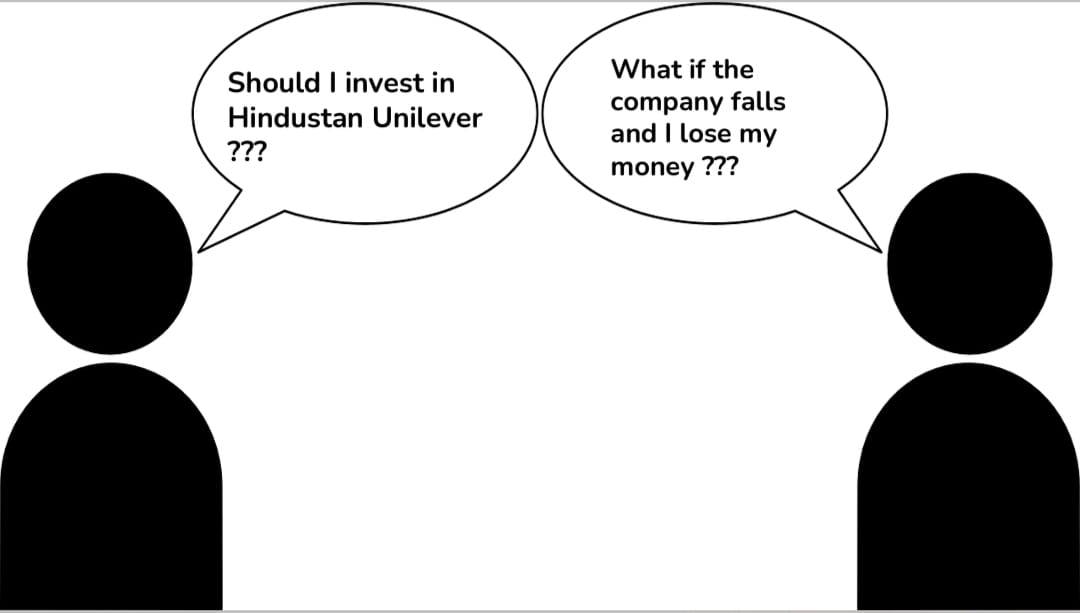 Should I invest in
Hindustan Unilever
???
What if the
company falls
and I lose my
money ???